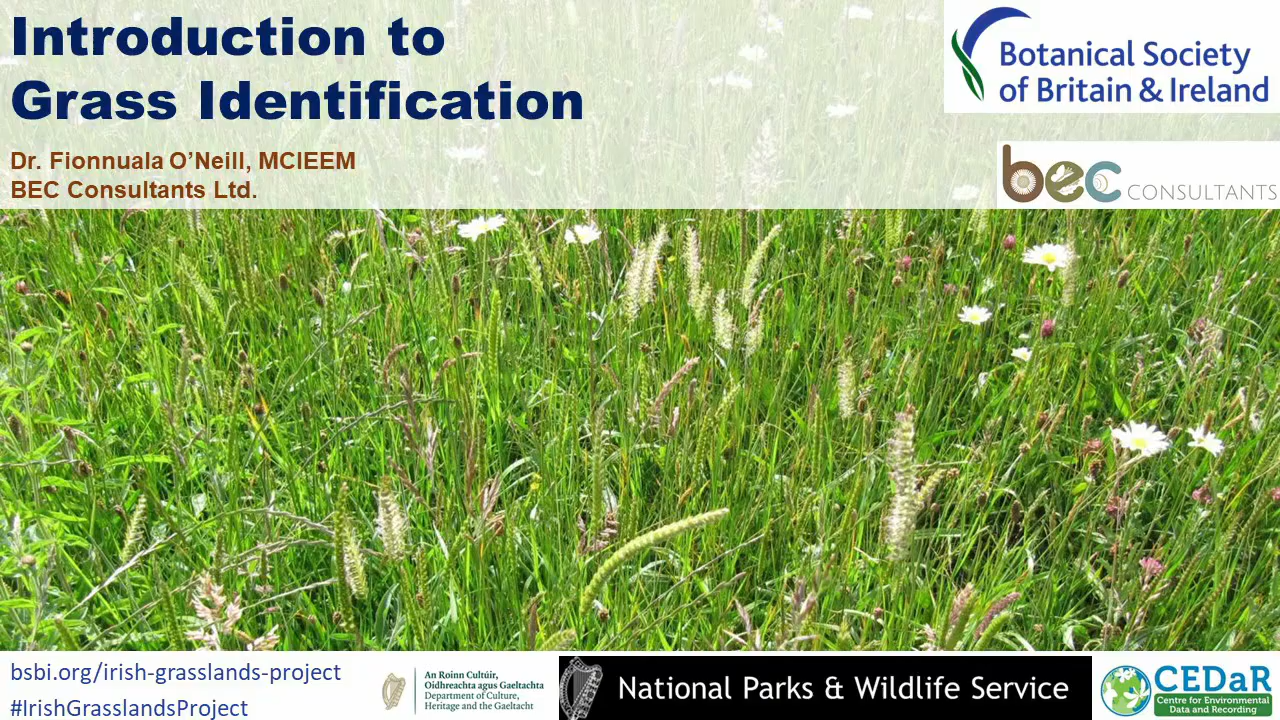 Introduction to
Grass Identification
Dr. Fionnuala O’Neill, MCIEEM
BEC Consultants Ltd.
Botanical Society
of Britain & Ireland
bec CONSULTANTS
bsbi.org/irish-grasslands-project
#IrishGrasslandsProject
An Roinn Cultúir,
Oidhreachta agus Gaeltachta
Department of Culture,
Heritage and the Gaeltacht
National Parks & Wildlife Service
CEDaR
Centre for Environmental
Data and Recording